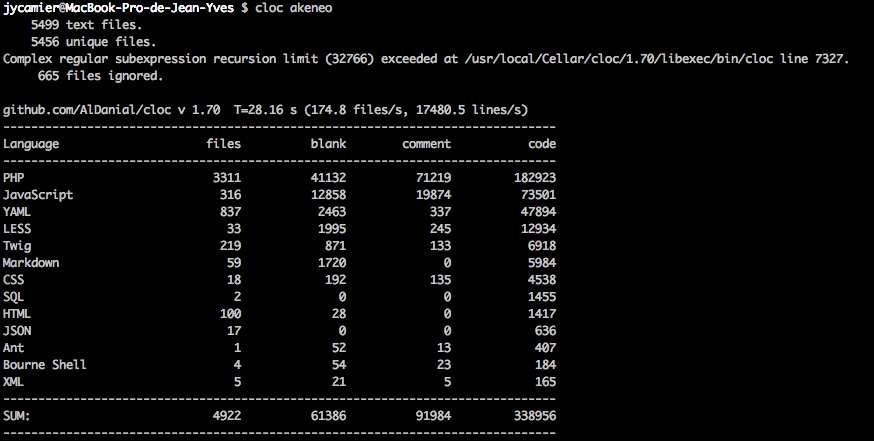 jycamier@MacBook-Pro-de-Jean-Yves $ cloc akeneo
    5499 text files.
    5456 unique files.
Complex regular subexpression recursion limit (32766) exceeded at /usr/local/Cellar/cloc/1.70/libexec/bin/cloc line 7327.
     665 files ignored.
github.com/AlDanial/cloc v 1.70  T=28.16 s (174.8 files/s, 17480.5 lines/s)
-------------------------------------------------------------------------------
Language                     files          blank        comment           code
-------------------------------------------------------------------------------
PHP                           3311          41132          71219         182923
JavaScript                     316          12858          19874          73501
YAML                           837           2463            337          47894
LESS                            33           1995            245          12934
Twig                           219            871            133           6918
Markdown                        59           1720              0           5984
CSS                             18            192            135           4538
SQL                              2              0              0           1455
HTML                           100             28              0           1417
JSON                            17              0              0            636
Ant                              1             52             13            407
Bourne Shell                     4             54             23            184
XML                              5             21              5            165
-------------------------------------------------------------------------------
SUM:                          4922          61386          91984         338956
-------------------------------------------------------------------------------